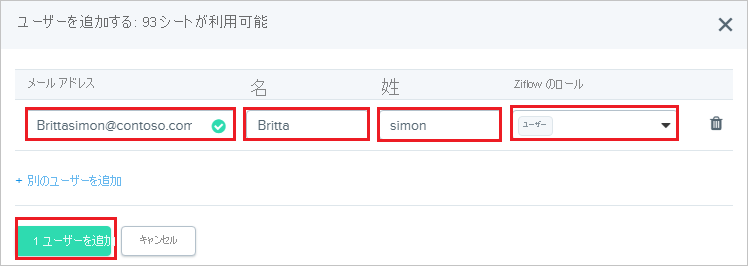 ユーザーを追加する: 93シートが利用可能
メール アドレス 名 姓 Ziflow のロール
Brittasimon@contoso.com Britta simon ユーザー
+ 別のユーザーを追加
1 ユーザーを追加 キャンセル